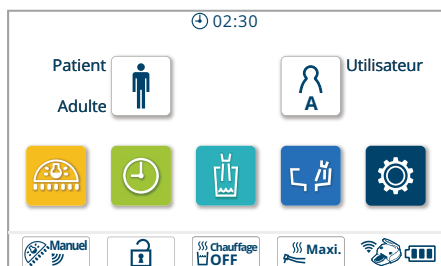 02:30
Patient
Utilisateur
Adulte
A
Manuel
Chauffage
OFF
Maxi.